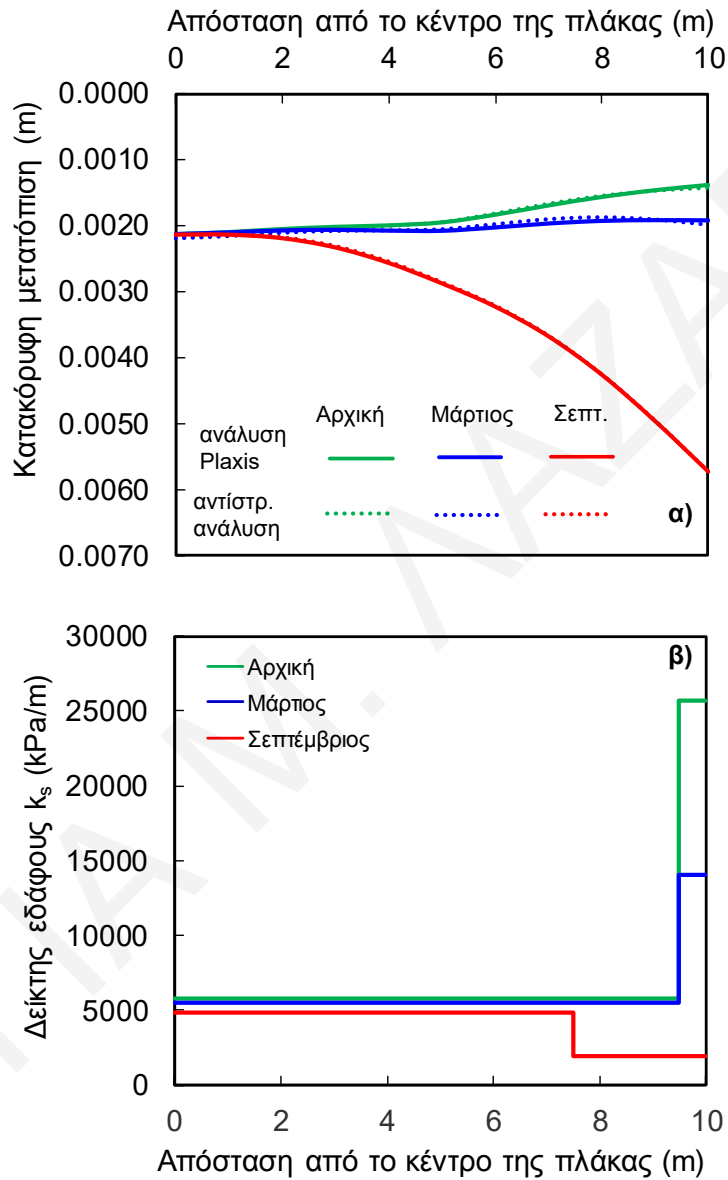 Απόσταση από το κέντρο της πλάκας (m)
0 2 4 6 8 10
Κατακόρυφη μετατόπιση (m)
0.0000
0.0010
0.0020
0.0030
0.0040
0.0050
0.0060
0.0070
Αρχική Μάρτιος Σεπτ.
ανάλυση
Plaxis
αντίστρ.
ανάλυση
α)
Δείκτης εδάφους ks (kPa/m)
30000
25000
20000
15000
10000
5000
0
β)
Αρχική
Μάρτιος
Σεπτέμβριος
0 2 4 6 8 10
Απόσταση από το κέντρο της πλάκας (m)
ΙΑ Μ. ΛΑΖΑ